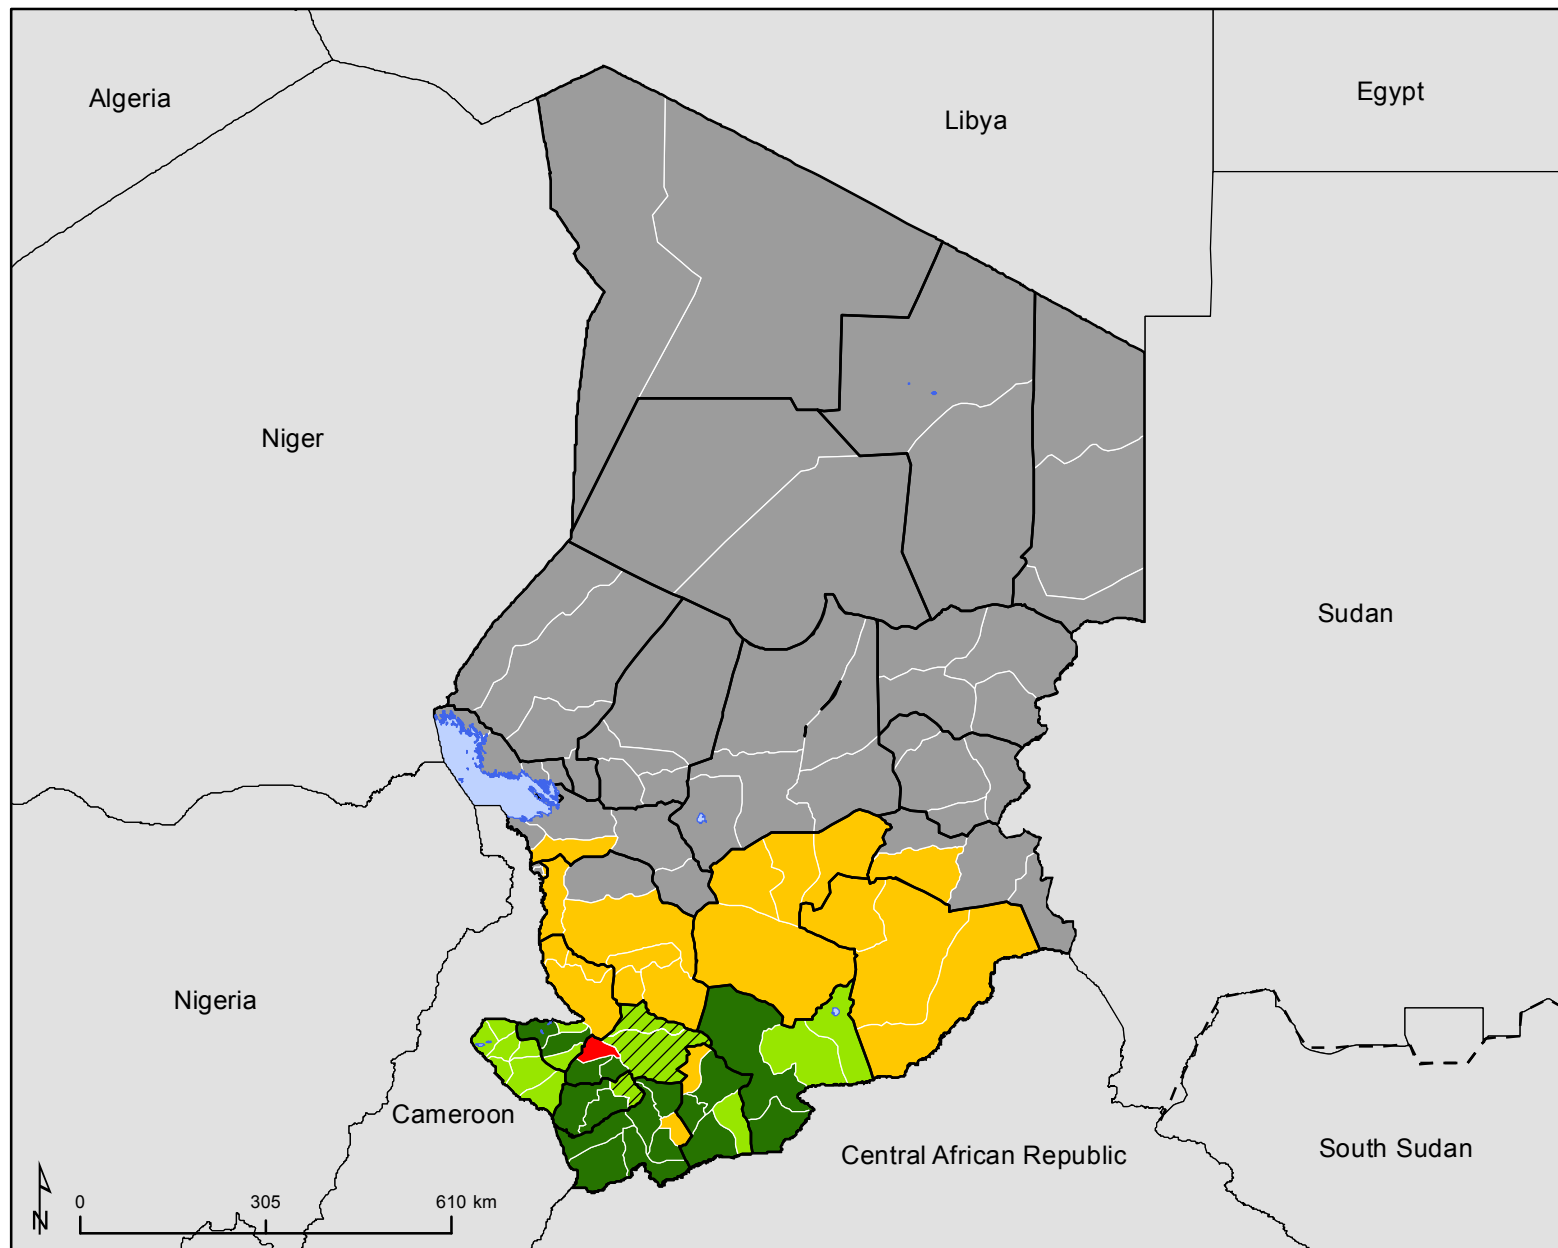 Algeria
Libya
Egypt
Niger
Sudan
Nigeria
Cameroon
Central African Republic
South Sudan
0 305 610 km
N